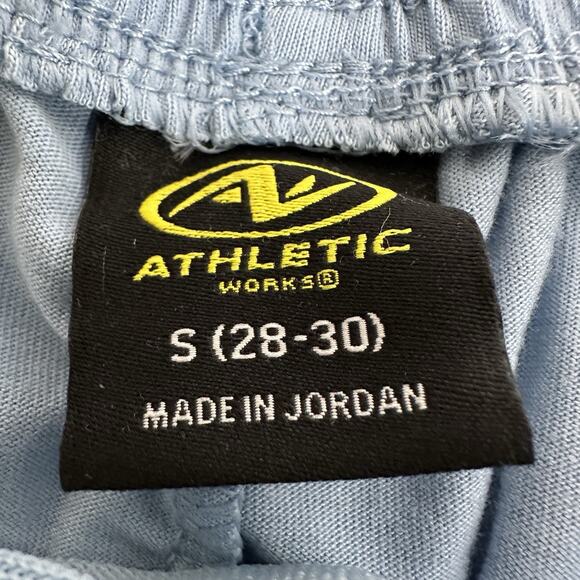 ATHLETIC
WORKS®
S (28-30)
MADE IN JORDAN